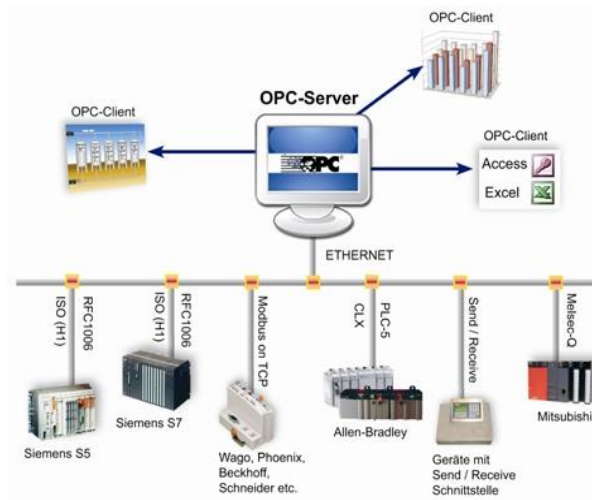 OPC-Client
OPC-Server
OPC-Client
OPC
OPC-Client
Access
Excel
ETHERNET
RFC1006
ISO (H1)
RFC1006
ISO (H1)
Modbus on TCP
PLC-5
CLX
Send / Receive
Melsec-Q
Siemens S5
Siemens S7
Wago, Phoenix,
Beckhoff,
Schneider etc.
Allen-Bradley
Geräte mit
Send / Receive
Schnittstelle
Mitsubishi